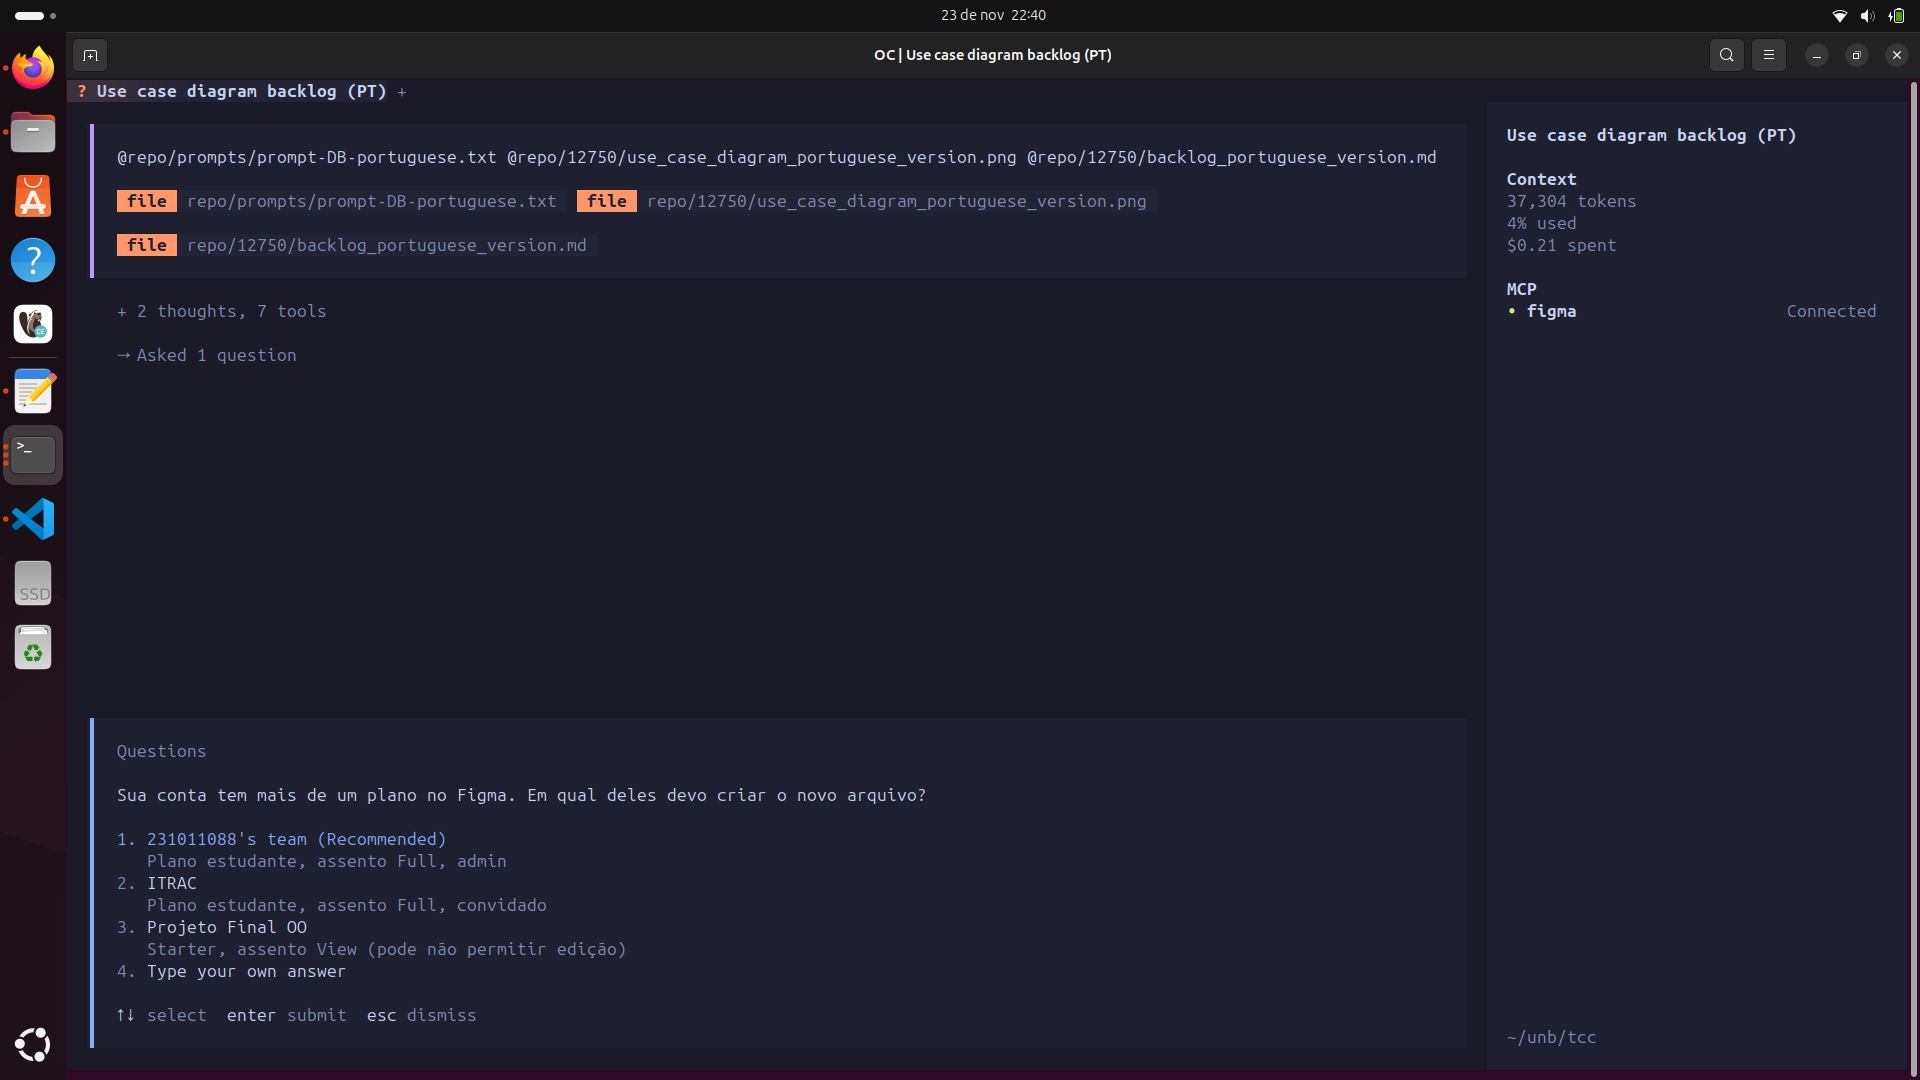 23 de nov 22:40
OC | Use case diagram backlog (PT)
? Use case diagram backlog (PT) +
@repo/prompts/prompt-DB-portuguese.txt @repo/12750/use_case_diagram_portuguese_version.png @repo/12750/backlog_portuguese_version.md
file repo/prompts/prompt-DB-portuguese.txt file repo/12750/use_case_diagram_portuguese_version.png
file repo/12750/backlog_portuguese_version.md
+ 2 thoughts, 7 tools
→ Asked 1 question
Questions
Sua conta tem mais de um plano no Figma. Em qual deles devo criar o novo arquivo?
1. 231011088's team (Recommended)
Plano estudante, assento Full, admin
2. ITRAC
Plano estudante, assento Full, convidado
3. Projeto Final OO
Starter, assento View (pode não permitir edição)
4. Type your own answer
↑↓ select enter submit esc dismiss
Use case diagram backlog (PT)
Context
37,304 tokens
4% used
$0.21 spent
MCP
• figma Connected
~/unb/tcc
SSD